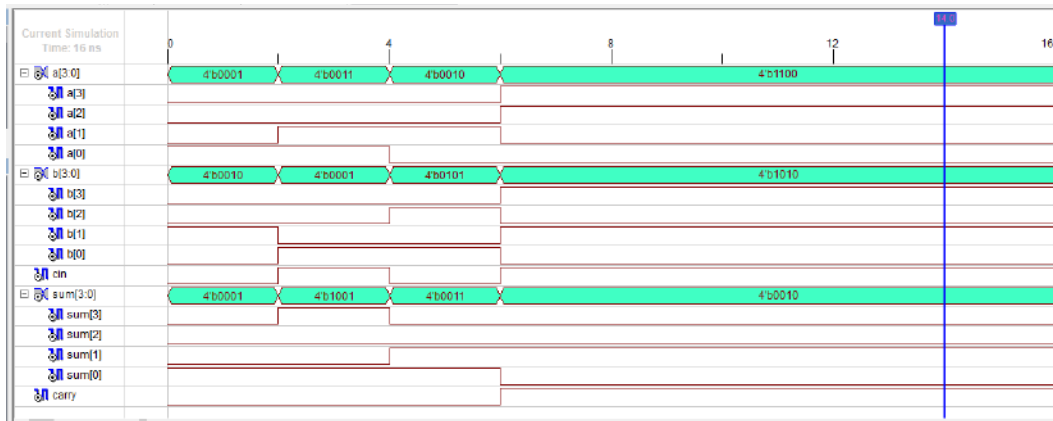 14.0
Current Simulation
Time: 16 ns
0 4 8 12 16
a[3:0] 4'b0001 4'b0011 4'b0010 4'b1100
a[3]
a[2]
a[1]
a[0]
b[3:0] 4'b0010 4'b0001 4'b0101 4'b1010
b[3]
b[2]
b[1]
b[0]
cin
sum[3:0] 4'b0001 4'b1001 4'b0011 4'b0010
sum[3]
sum[2]
sum[1]
sum[0]
carry